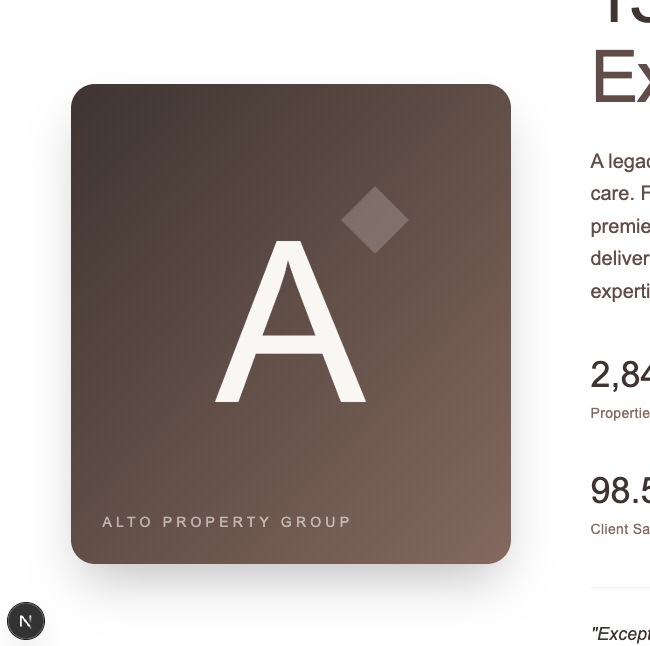 Ex
A
A legac
care. F
premie
deliver
experti
2,84
Propertie
ALTO PROPERTY GROUP
98.5
Client Sa
N
"Except